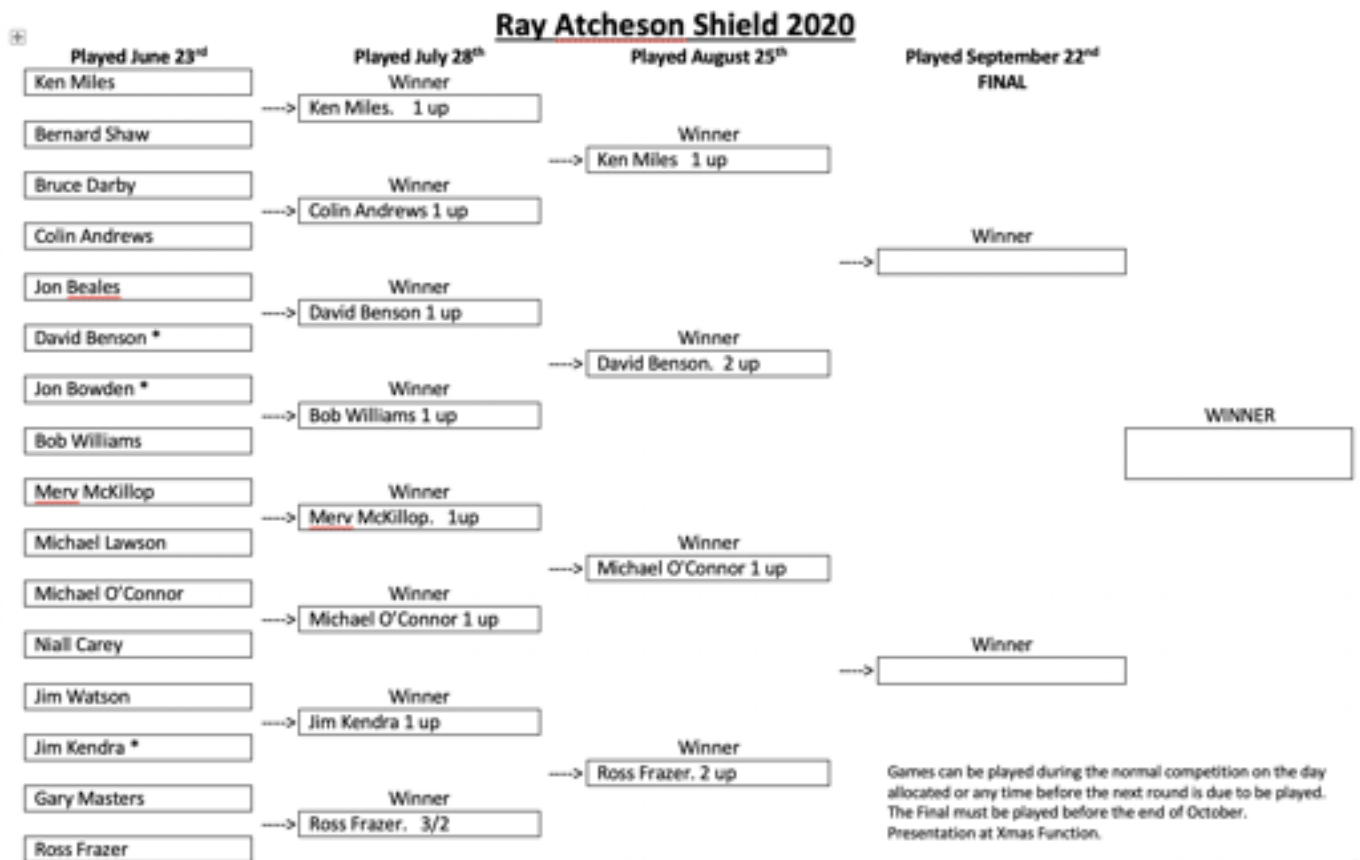 Ray Atcheson Shield 2020
Played June 23rd Played July 28th Played August 25th Played September 22nd
Ken Miles Winner FINAL
----> Ken Miles. 1 up
Bernard Shaw Winner
----> Ken Miles 1 up
Bruce Darby Winner
----> Colin Andrews 1 up
Colin Andrews Winner
---->
Jon Beales Winner
----> David Benson 1 up
David Benson * Winner
----> David Benson. 2 up
Jon Bowden * Winner
----> Bob Williams 1 up WINNER
Bob Williams
Merv McKillop Winner
----> Merv McKillop. 1up
Michael Lawson Winner
----> Michael O'Connor 1 up
Michael O'Connor Winner
----> Michael O'Connor 1 up
Niall Carey Winner
---->
Jim Watson Winner
----> Jim Kendra 1 up
Jim Kendra * Winner
----> Ross Frazer. 2 up
Gary Masters Winner
----> Ross Frazer. 3/2
Ross Frazer
Games can be played during the normal competition on the day
allocated or any time before the next round is due to be played.
The Final must be played before the end of October.
Presentation at Xmas Function.